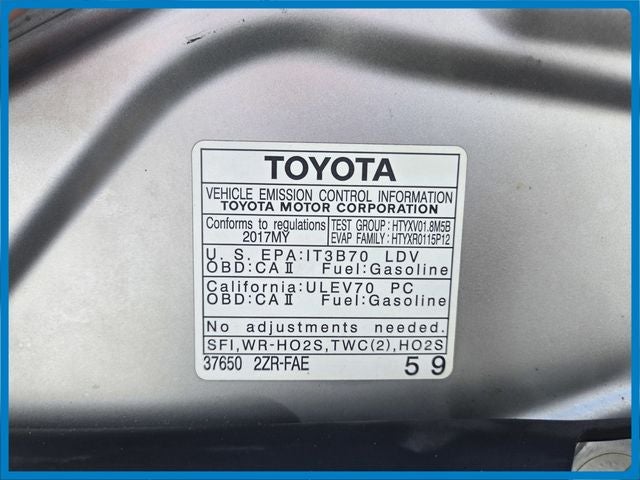 TOYOTA
VEHICLE EMISSION CONTROL INFORMATION
TOYOTA MOTOR CORPORATION
Conforms to regulations
2017MY
TEST GROUP : HTYXV01.8M5B
EVAP FAMILY : HTYXR0115P12
U. S. EPA:IT3B70 LDV
OBD:CA II Fuel:Gasoline
California:ULEV70 PC
OBD:CA II Fuel:Gasoline
No adjustments needed.
SFI,WR-HO2S,TWC(2),HO2S
37650 2ZR-FAE
59